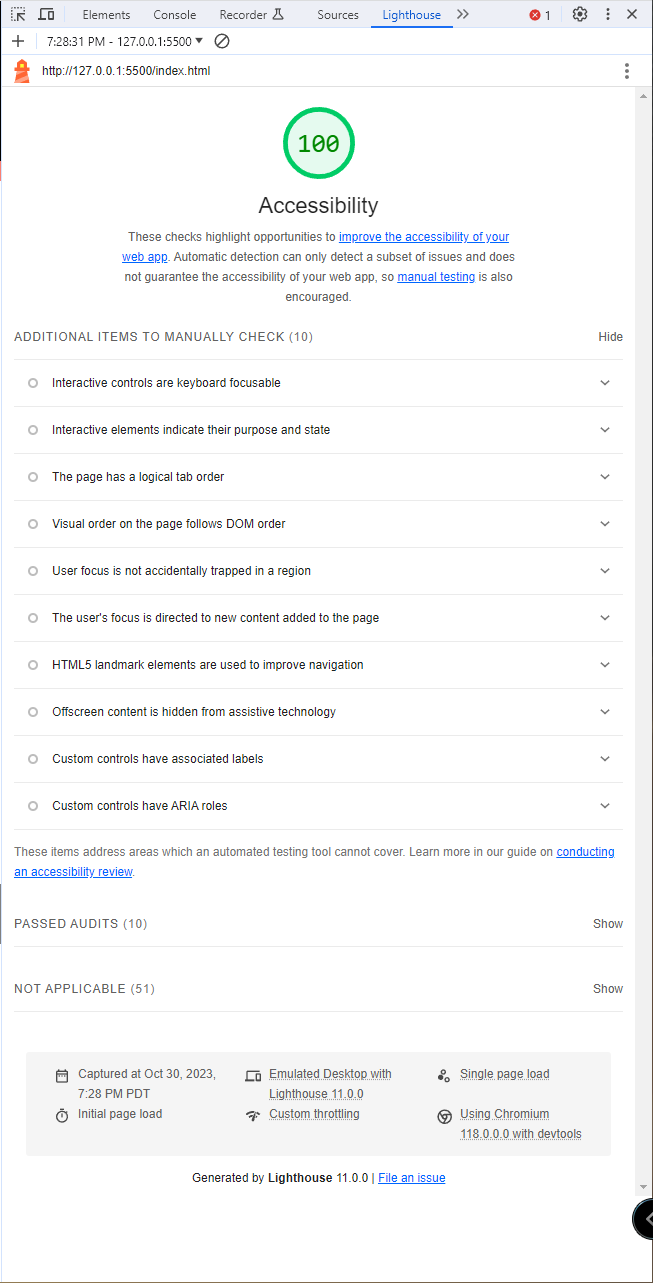 Elements Console Recorder Sources Lighthouse 1
7:28:31 PM - 127.0.0.1:5500
http://127.0.0.1:5500/index.html
100
Accessibility
These checks highlight opportunities to improve the accessibility of your
web app. Automatic detection can only detect a subset of issues and does
not guarantee the accessibility of your web app, so manual testing is also
encouraged.
ADDITIONAL ITEMS TO MANUALLY CHECK (10) Hide
Interactive controls are keyboard focusable
Interactive elements indicate their purpose and state
The page has a logical tab order
Visual order on the page follows DOM order
User focus is not accidentally trapped in a region
The user's focus is directed to new content added to the page
HTML5 landmark elements are used to improve navigation
Offscreen content is hidden from assistive technology
Custom controls have associated labels
Custom controls have ARIA roles
These items address areas which an automated testing tool cannot cover. Learn more in our guide on conducting
an accessibility review.
PASSED AUDITS (10) Show
NOT APPLICABLE (51) Show
Captured at Oct 30, 2023,
7:28 PM PDT
Emulated Desktop with
Lighthouse 11.0.0
Single page load
Initial page load
Custom throttling
Using Chromium
118.0.0.0 with devtools
Generated by Lighthouse 11.0.0 | File an issue